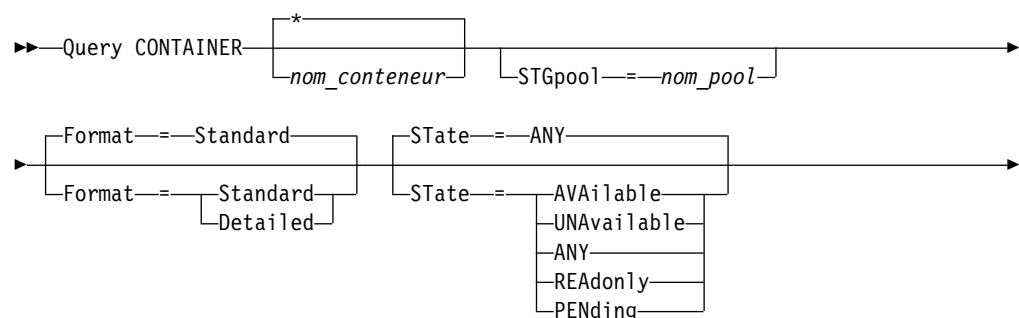 *
Query CONTAINER
nom_conteneur
STGpool = nom_pool
Format = Standard
STate = ANY
Format = Standard
Detailed
STate = AVAilable
UNAvailable
ANY
REAdonly
PENding